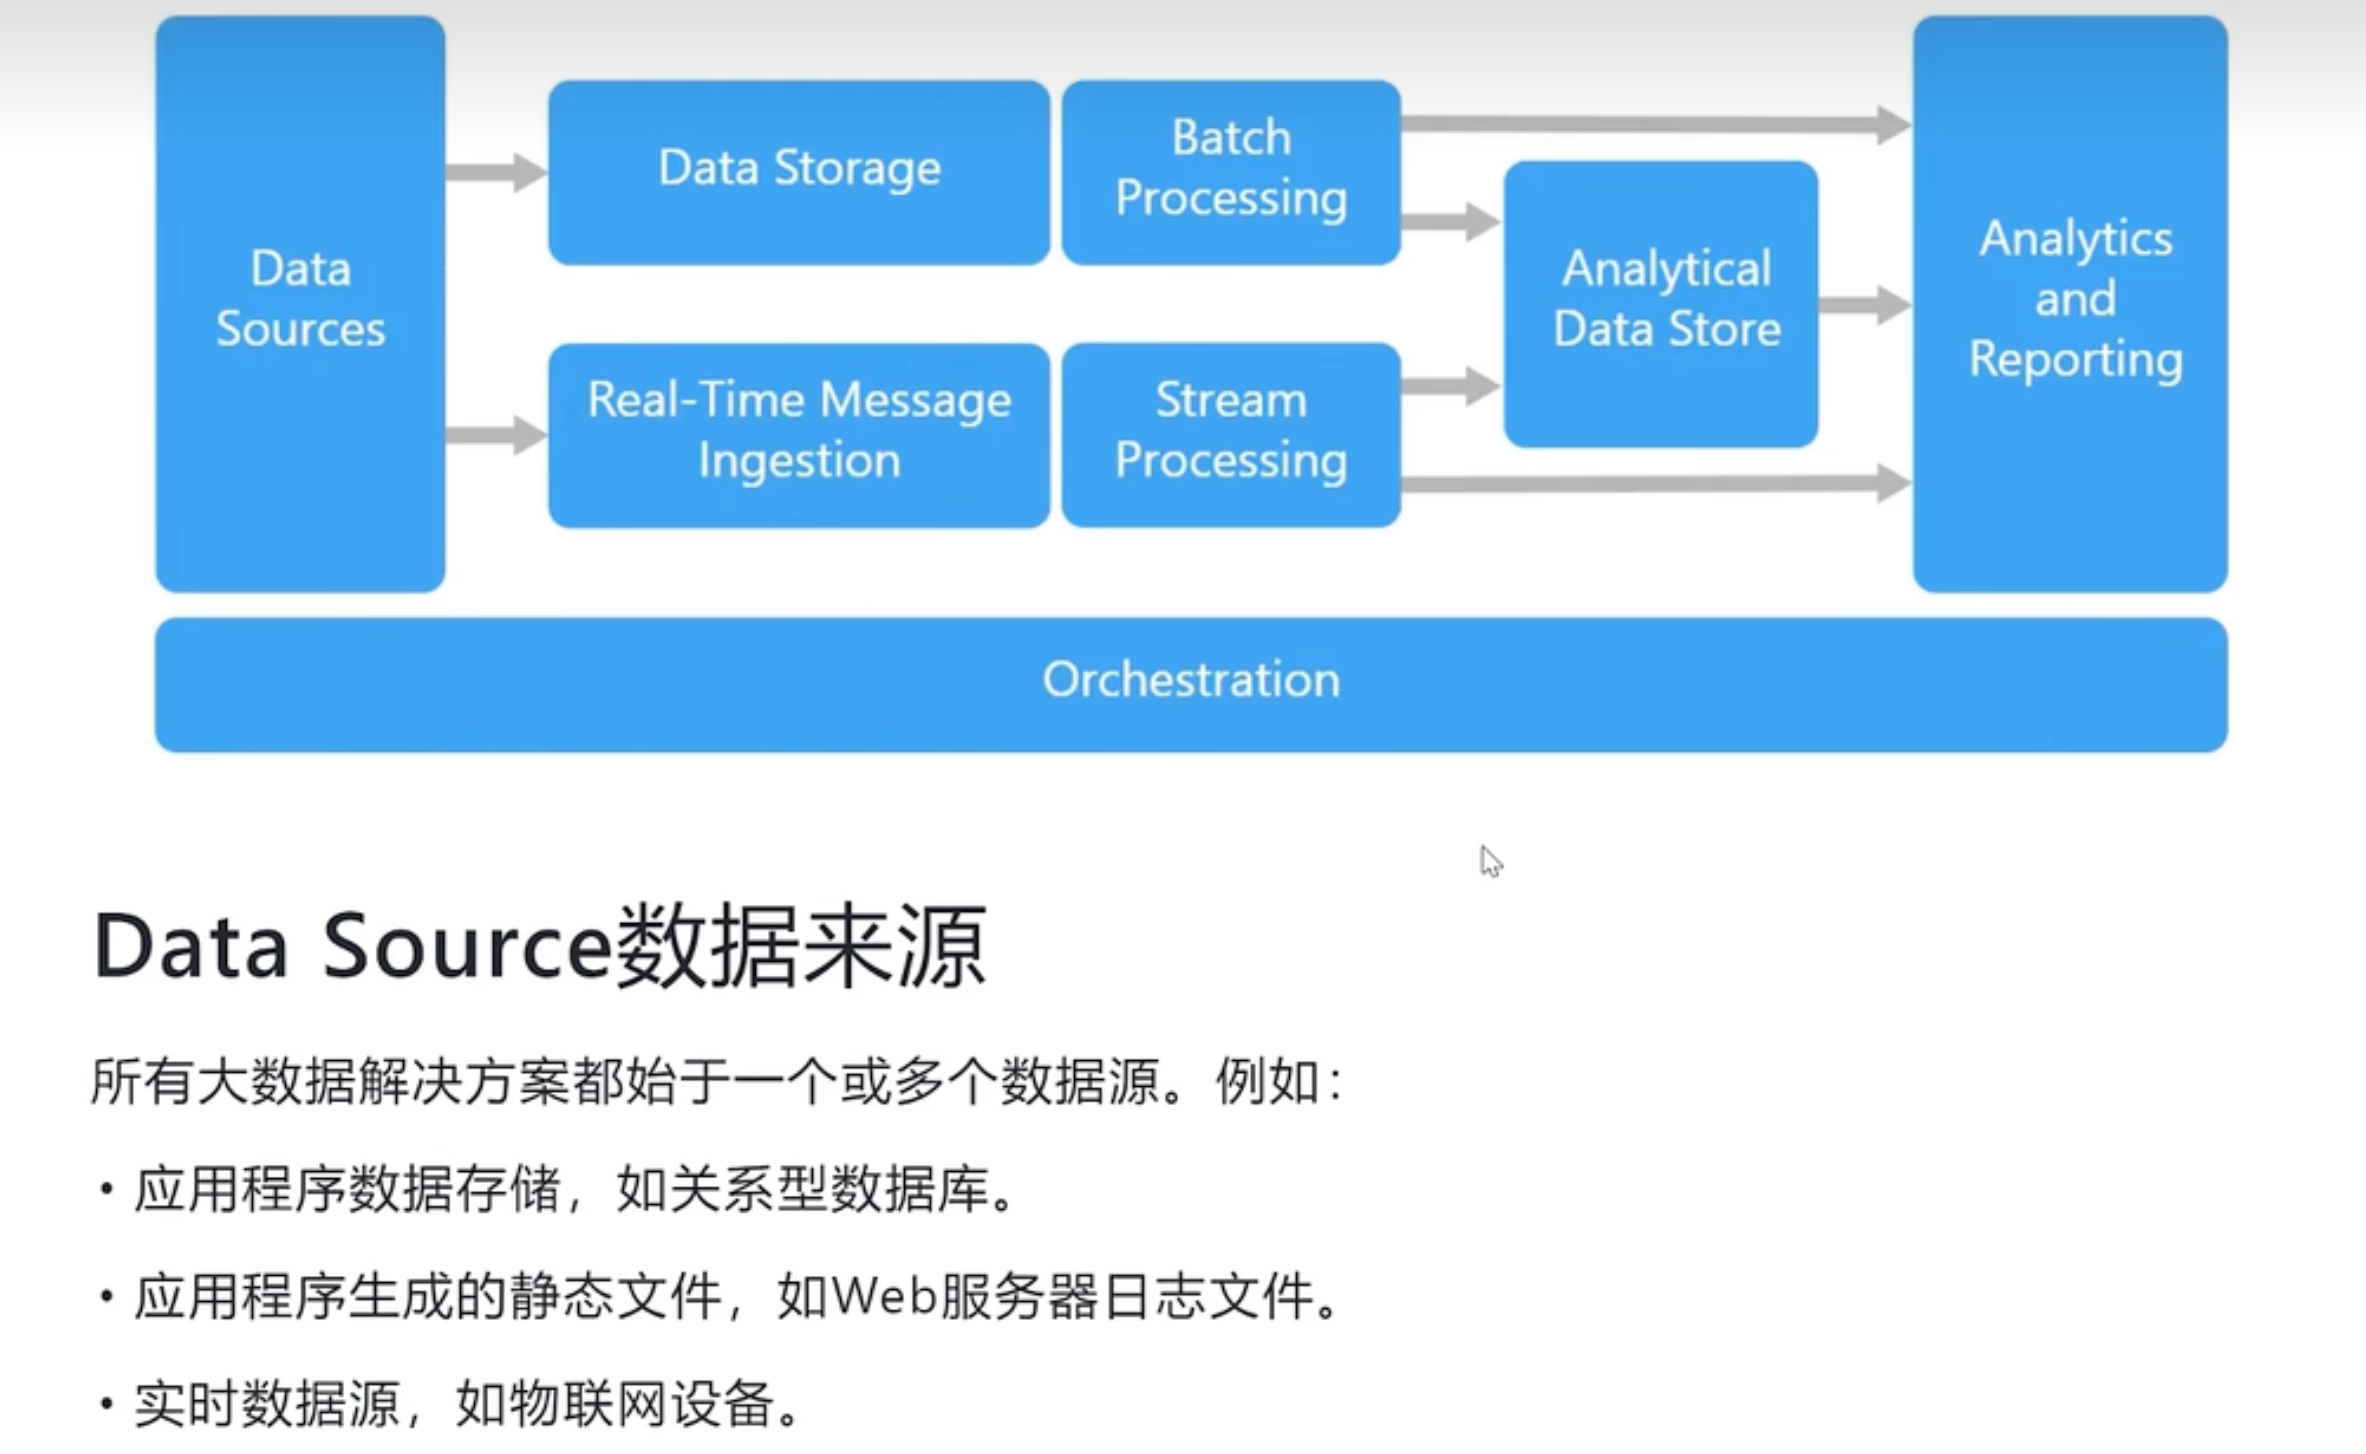 Data
Sources
Data Storage
Batch
Processing
Real-Time Message
Ingestion
Stream
Processing
Analytical
Data Store
Analytics
and
Reporting
Orchestration
Data Source数据来源
所有大数据解决方案都始于一个或多个数据源。例如：
• 应用程序数据存储，如关系型数据库。
• 应用程序生成的静态文件，如Web服务器日志文件。
• 实时数据源，如物联网设备。